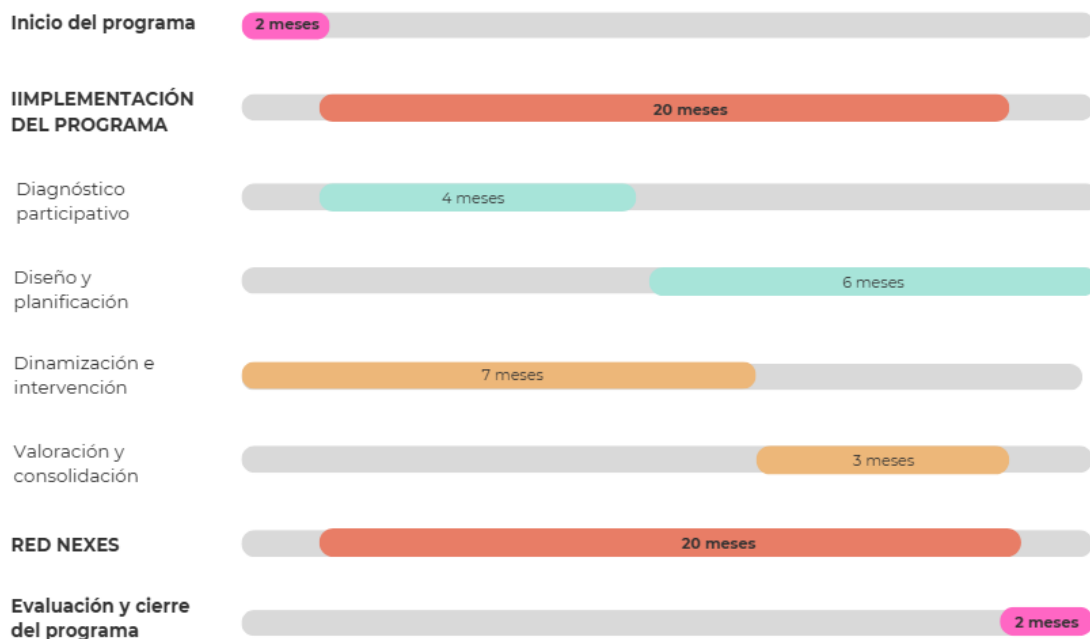 Inicio del programa
2 meses
IIMPLEMENTACIÓN
DEL PROGRAMA
20 meses
Diagnóstico
participativo
4 meses
Diseño y
planificación
6 meses
Dinamización e
intervención
7 meses
Valoración y
consolidación
3 meses
RED NEXES
20 meses
Evaluación y cierre
del programa
2 meses